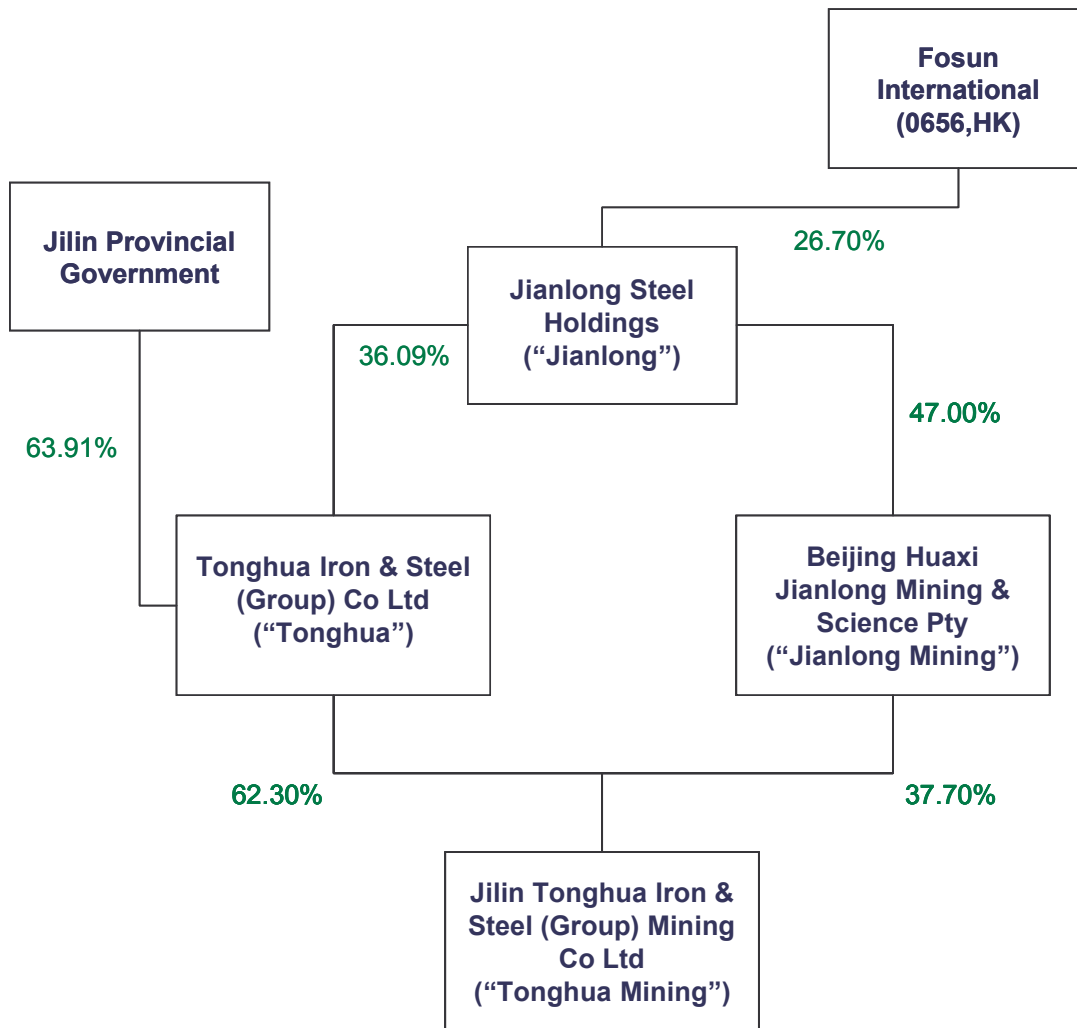 Fosun
International
(0656,HK)
26.70%
Jilin Provincial
Government
Jianlong Steel
Holdings
(“Jianlong”)
36.09%
47.00%
63.91%
Tonghua Iron & Steel
(Group) Co Ltd
(“Tonghua”)
Beijing Huaxi
Jianlong Mining &
Science Pty
(“Jianlong Mining”)
62.30%
37.70%
Jilin Tonghua Iron &
Steel (Group) Mining
Co Ltd
(“Tonghua Mining”)